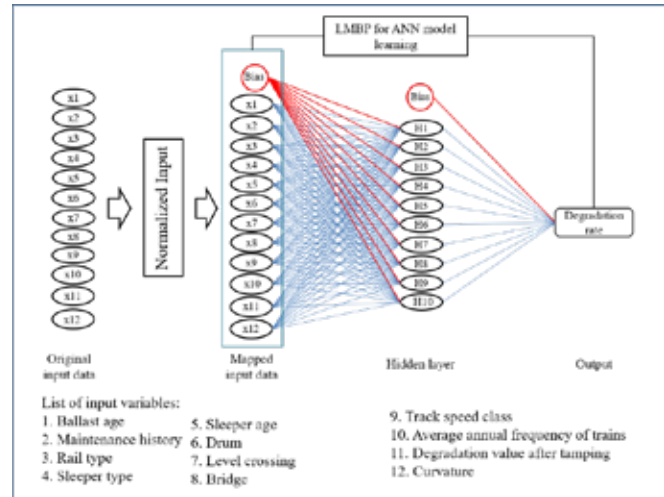 LMBP for ANN model
learning
Bias
Bias
x1
x2
x3
x4
x5
x6
x7
x8
x9
x10
x11
x12
Normalized Input
x1
x2
x3
x4
x5
x6
x7
x8
x9
x10
x11
x12
H1
H2
H3
H4
H5
H6
H7
H8
H9
H10
Degradation
rate
Original
input data
Mapped
input data
Hidden layer
Output
List of input variables:
1. Ballast age
2. Maintenance history
3. Rail type
4. Sleeper type
5. Sleeper age
6. Drum
7. Level crossing
8. Bridge
9. Track speed class
10. Average annual frequency of trains
11. Degradation value after tamping
12. Curvature